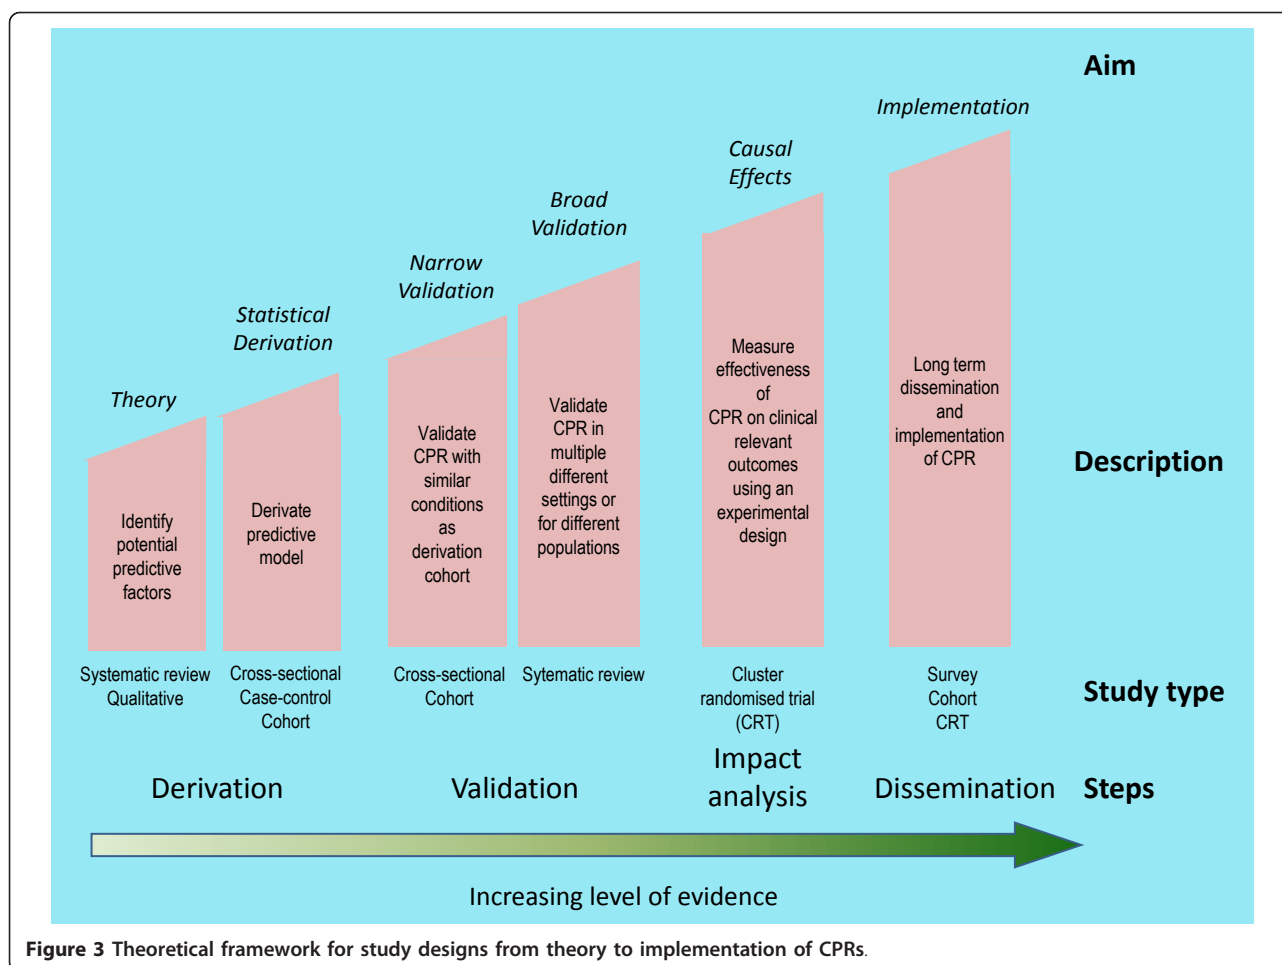 Aim
Implementation
Causal
Effects
Broad
Validation
Narrow
Validation
Statistical
Derivation
Theory
Identify
potential
predictive
factors
Derivate
predictive
model
Validate
CPR with
similar
conditions
as
derivation
cohort
Validate
CPR in
multiple
different
settings or
for different
populations
Measure
effectiveness
of
CPR on clinical
relevant
outcomes
using an
experimental
design
Long term
dissemination
and
implementation
of CPR
Description
Systematic review
Qualitative
Cross-sectional
Case-control
Cohort
Cross-sectional
Cohort
Sytematic review
Cluster
randomised trial
(CRT)
Survey
Cohort
CRT
Study type
Derivation
Validation
Impact
analysis
Dissemination
Steps
Increasing level of evidence
Figure 3 Theoretical framework for study designs from theory to implementation of CPRs.